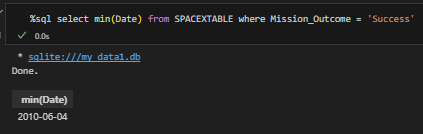 %sql select min(Date) from SPACEXTABLE where Mission_Outcome = 'Success'
0.0s
* sqlite:///my_data1.db
Done.
min(Date)
2010-06-04